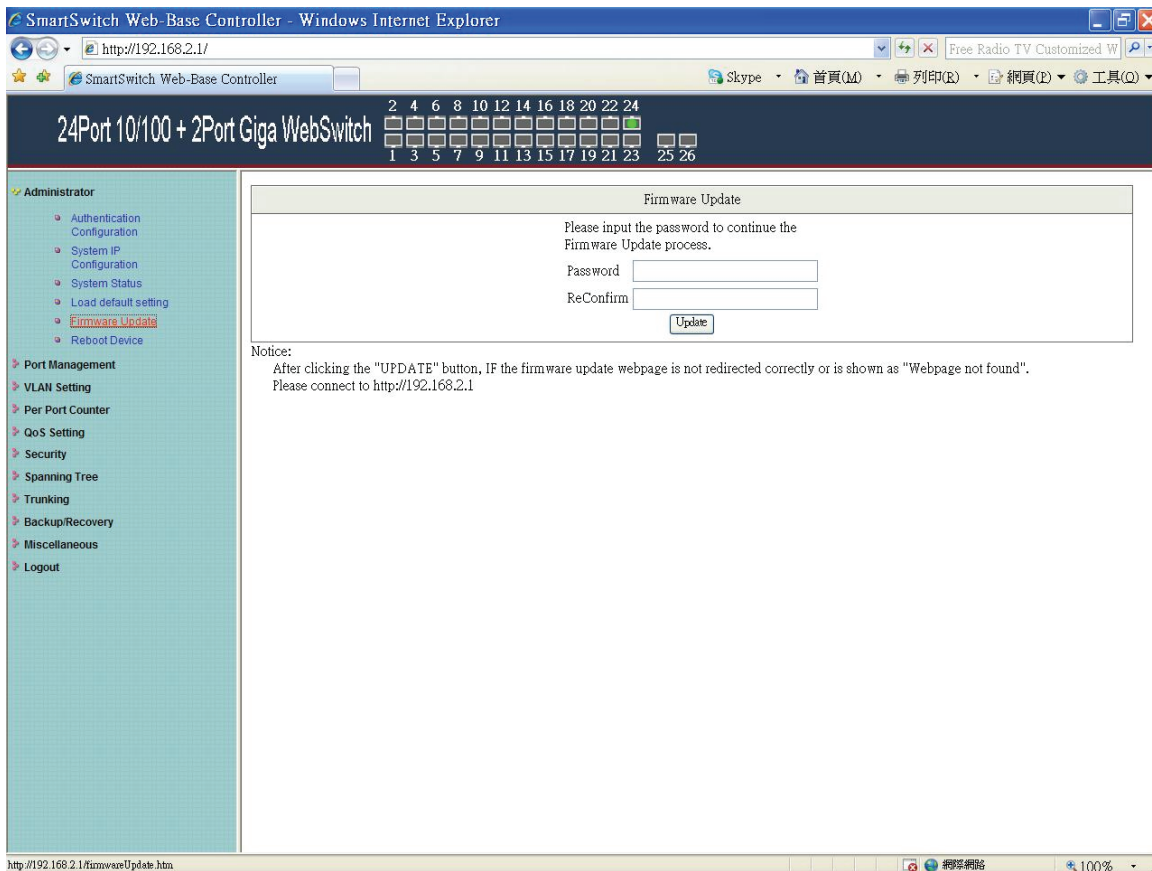 SmartSwitch Web-Base Controller - Windows Internet Explorer
http://192.168.2.1/
Free Radio TV Customized W
SmartSwitch Web-Base Controller
Skype 首頁(M) 列印(R) 網頁(P) 工具(O)
24Port 10/100 + 2Port Giga WebSwitch
2 4 6 8 10 12 14 16 18 20 22 24
1 3 5 7 9 11 13 15 17 19 21 23 25 26
Administrator
Authentication
Configuration
System IP
Configuration
System Status
Load default setting
Firmware Update
Reboot Device
Port Management
VLAN Setting
Per Port Counter
QoS Setting
Security
Spanning Tree
Trunking
Backup/Recovery
Miscellaneous
Logout
Firmware Update
Please input the password to continue the
Firmware Update process.
Password
ReConfirm
Update
Notice:
After clicking the "UPDATE" button, IF the firmware update webpage is not redirected correctly or is shown as "Webpage not found".
Please connect to http://192.168.2.1
http://192.168.2.1/firmwareUpdate.htm
網際網路
100%